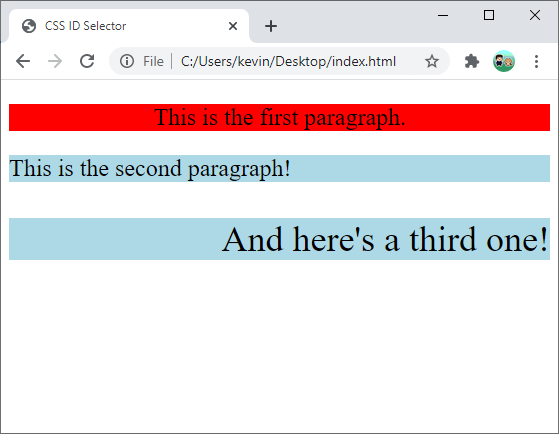 CSS ID Selector
File
C:/Users/kevin/Desktop/index.html
This is the first paragraph.
This is the second paragraph!
And here's a third one!